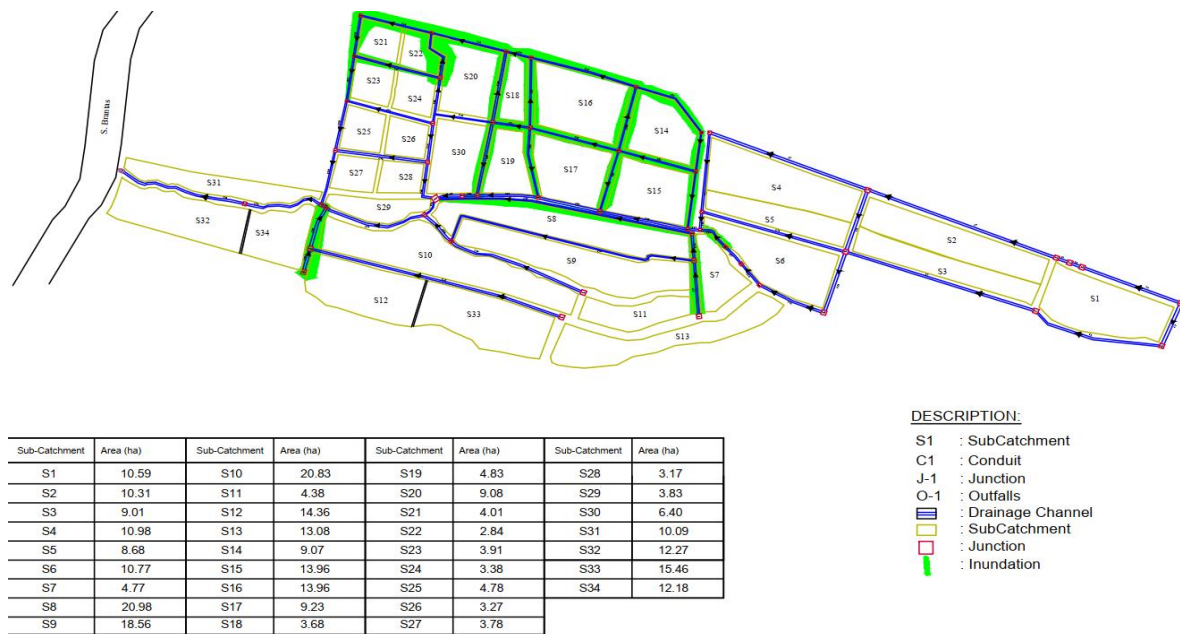 S21
S22
S20
S18
S16
S23
S24
S14
S25
S26
S30
S19
S17
S15
S4
S27
S28
S5
S. Brantas
S31
S29
S32
S34
S8
S2
S10
S9
S7
S6
S3
S12
S33
S11
S1
S13
Sub-Catchment Area (ha) Sub-Catchment Area (ha) Sub-Catchment Area (ha) Sub-Catchment Area (ha)
S1 10.59 S10 20.83 S19 4.83 S28 3.17
S2 10.31 S11 4.38 S20 9.08 S29 3.83
S3 9.01 S12 14.36 S21 4.01 S30 6.40
S4 10.98 S13 13.08 S22 2.84 S31 10.09
S5 8.68 S14 9.07 S23 3.91 S32 12.27
S6 10.77 S15 13.96 S24 3.38 S33 15.46
S7 4.77 S16 13.96 S25 4.78 S34 12.18
S8 20.98 S17 9.23 S26 3.27
S9 18.56 S18 3.68 S27 3.78
DESCRIPTION:
S1 : SubCatchment
C1 : Conduit
J-1 : Junction
O-1 : Outfalls
: Drainage Channel
: SubCatchment
: Junction
: Inundation